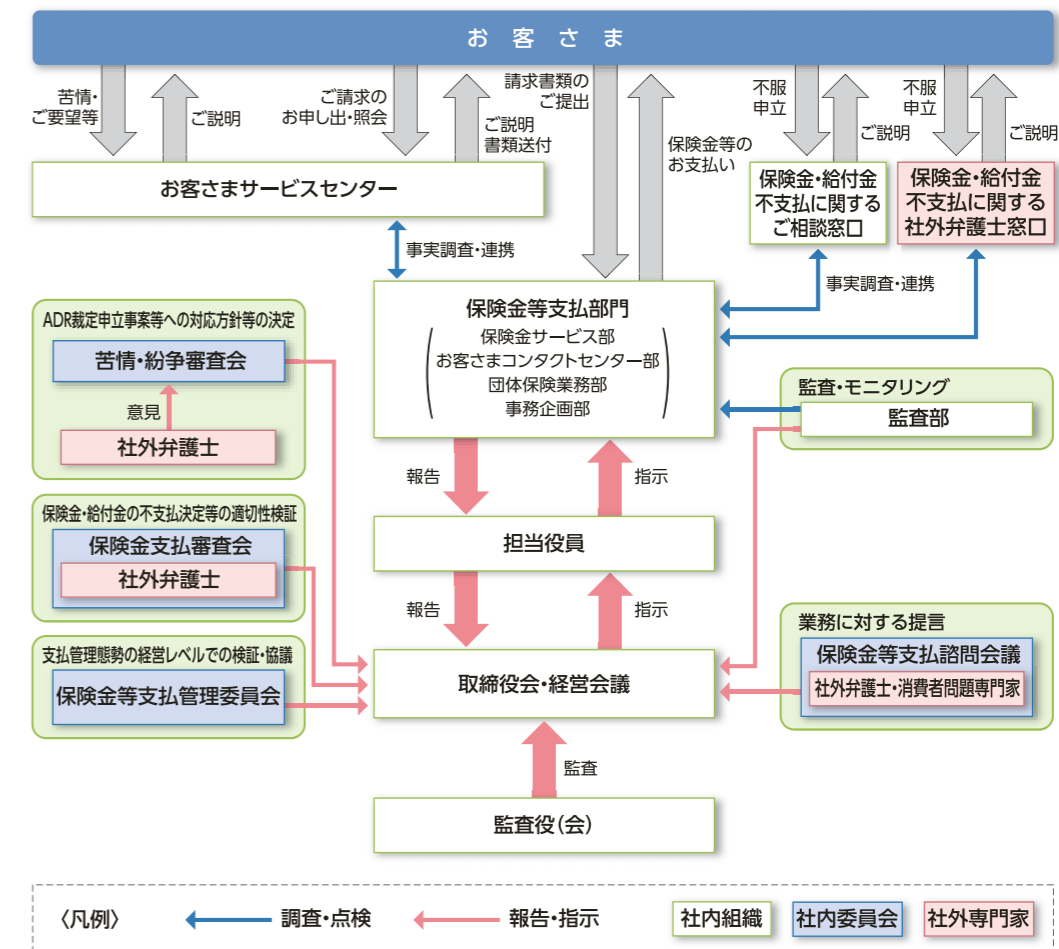 お客さま
苦情・
ご要望等
ご説明
ご請求の
お申し出・照会
ご説明
書類送付
請求書類の
ご提出
保険金等の
お支払い
不服
申立
ご説明
不服
申立
ご説明
お客さまサービスセンター
保険金・給付金
不支払に関する
ご相談窓口
保険金・給付金
不支払に関する
社外弁護士窓口
事実調査・連携
事実調査・連携
保険金等支払部門
保険金サービス部
お客さまコンタクトセンター部
団体保険業務部
事務企画部
ADR裁定申立事案等への対応方針等の決定
苦情・紛争審査会
意見
社外弁護士
監査・モニタリング
監査部
報告
指示
保険金・給付金の不支払決定等の適切性検証
保険金支払審査会
社外弁護士
担当役員
報告
指示
支払管理態勢の経営レベルでの検証・協議
保険金等支払管理委員会
取締役会・経営会議
業務に対する提言
保険金等支払諮問会議
社外弁護士・消費者問題専門家
監査
監査役（会）
〈凡例〉
調査・点検
報告・指示
社内組織
社内委員会
社外専門家